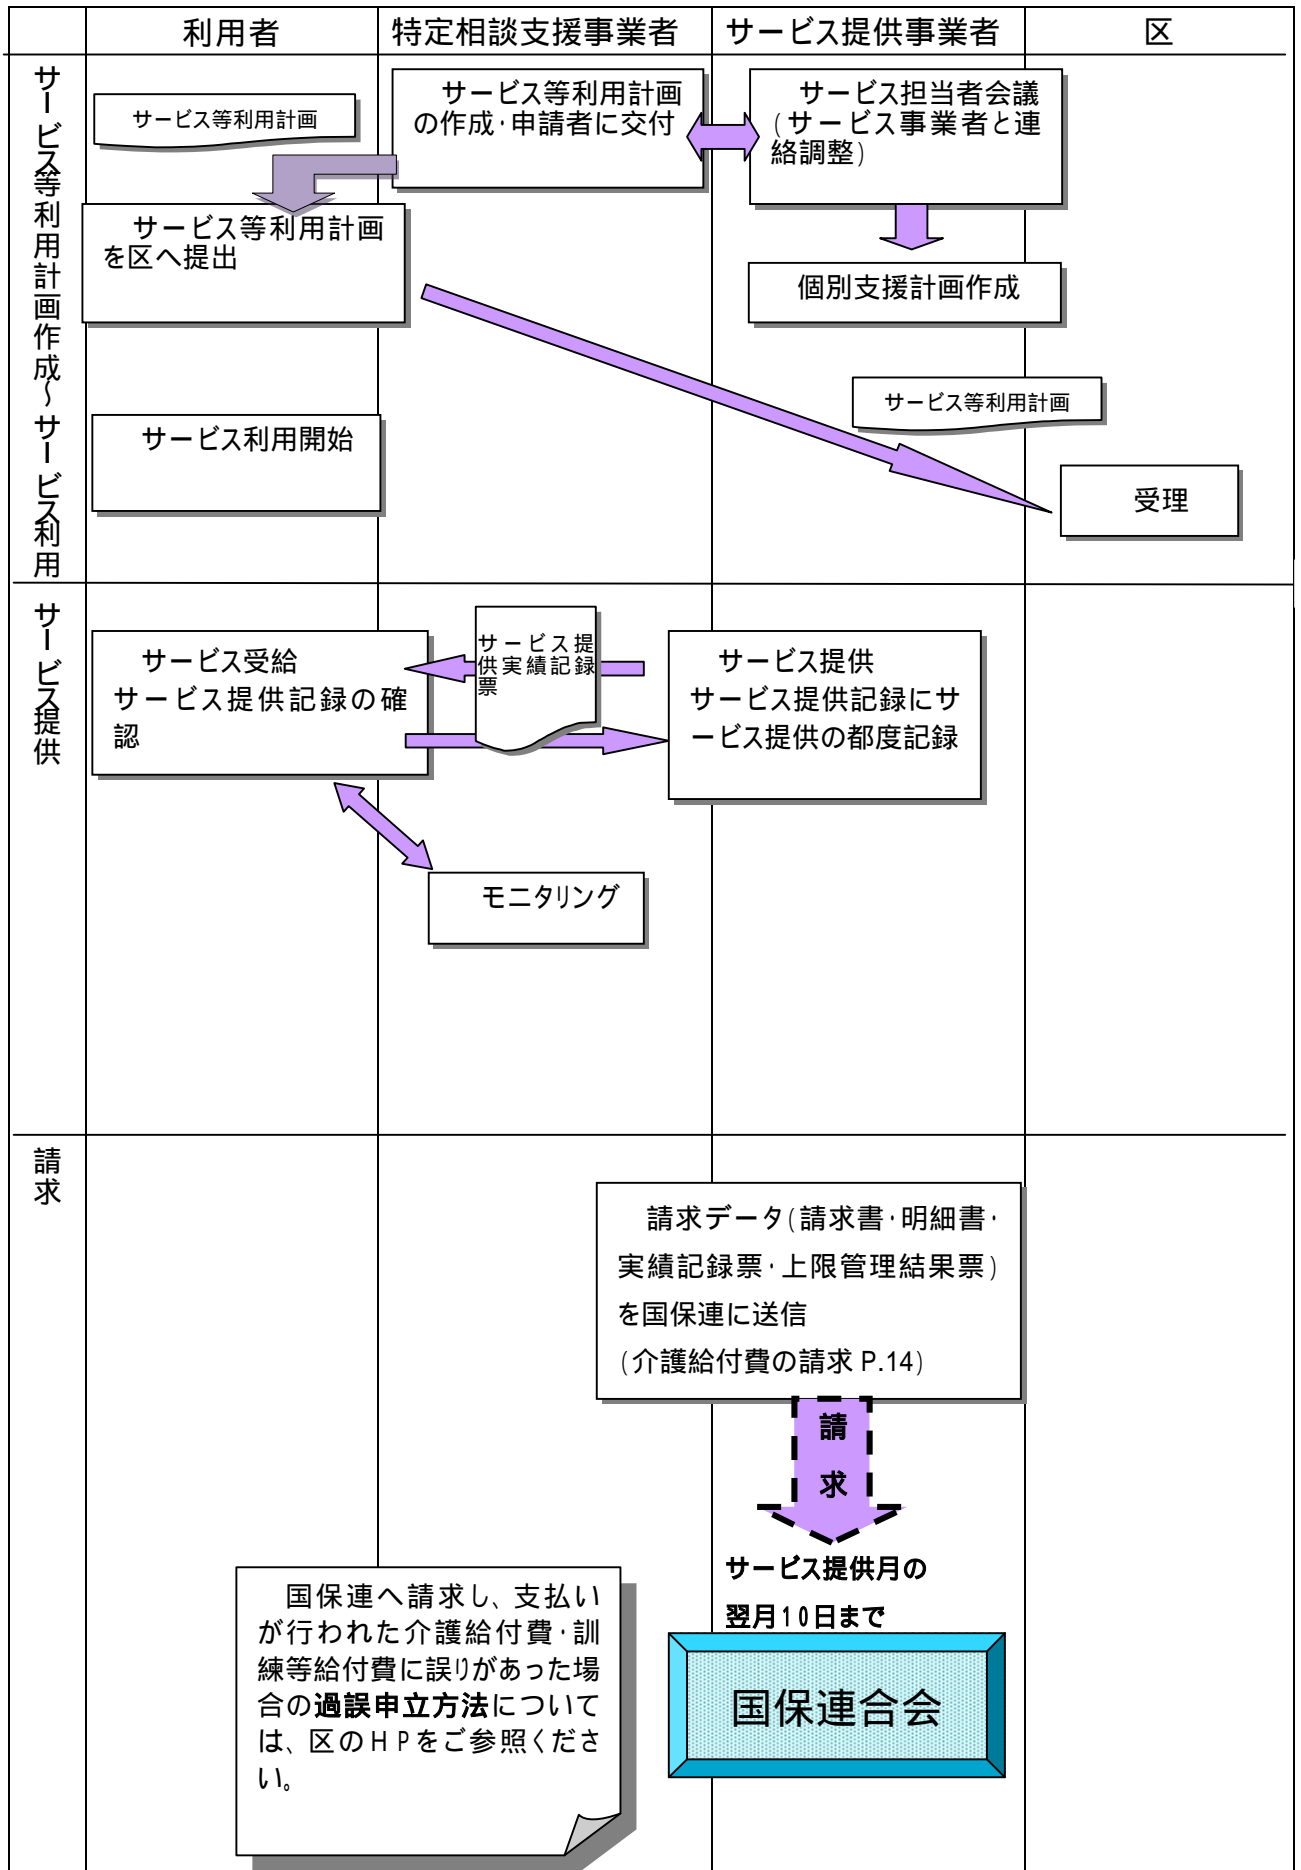 利用者
特定相談支援事業者
サービス提供事業者
区
サービス等利用計画作成～サービス利用
サービス等利用計画
サービス等利用計画
の作成・申請者に交付
サービス担当者会議
(サービス事業者と連
絡調整)
サービス等利用計画
を区へ提出
個別支援計画作成
サービス等利用計画
サービス利用開始
受理
サービス提供
サービス受給
サービス提供記録の確
認
サービス提
供実績記録
票
サービス提供
サービス提供記録にサ
ービス提供の都度記録
モニタリング
請求
請求データ(請求書・明細書・
実績記録票・上限管理結果票)
を国保連に送信
(介護給付費の請求 P.14)
請
求
サービス提供月の
翌月10日まで
国保連合会
国保連へ請求し、支払い
が行われた介護給付費・訓
練等給付費に誤りがあった場
合の過誤申立方法について
は、区のHPをご参照くださ
い。